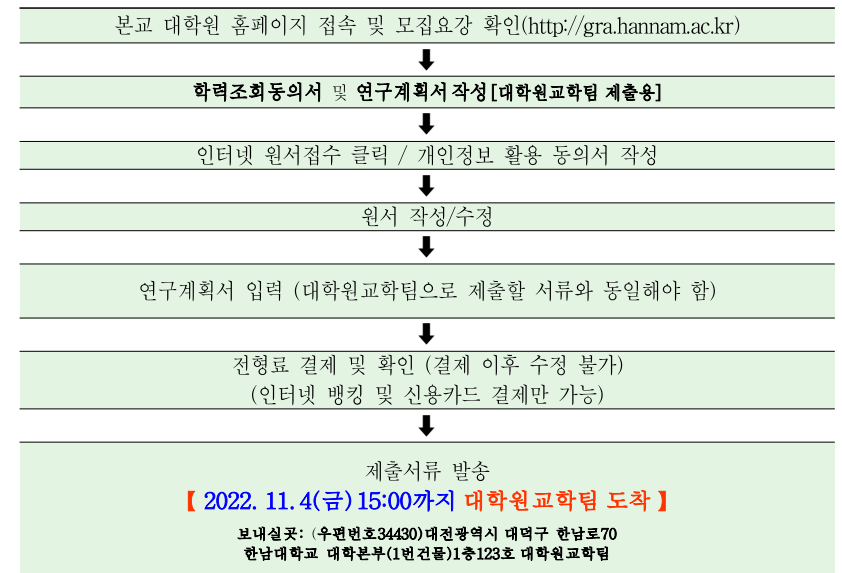 본교 대학원 홈페이지 접속 및 모집요강 확인(http://gra.hannam.ac.kr)
학력조회동의서 및 연구계획서 작성[대학원교학팀 제출용]
인터넷 원서접수 클릭 / 개인정보 활용 동의서 작성
원서 작성/수정
연구계획서 입력 (대학원교학팀으로 제출할 서류와 동일해야 함)
전형료 결제 및 확인 (결제 이후 수정 불가)
(인터넷 뱅킹 및 신용카드 결제만 가능)
제출서류 발송
【 2022. 11. 4(금) 15:00까지 대학원교학팀 도착 】
보내실곳: (우편번호34430)대전광역시 대덕구 한남로70
한남대학교 대학본부(1번건물)1층123호 대학원교학팀